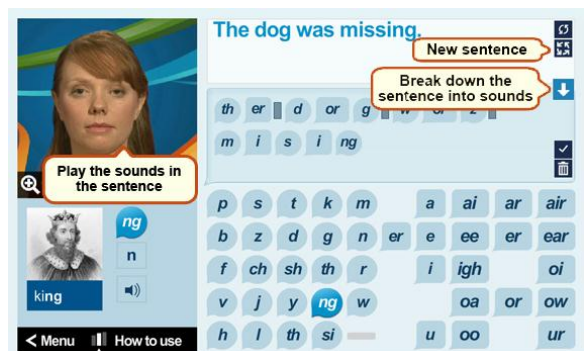 The dog was missing.
New sentence
Break down the
sentence into sounds
th er d or g w or z
m i s i ng
Play the sounds in
the sentence
ng
n
king
p s t k m a ai ar air
b z d g n er e ee er ear
f ch sh th r i igh oi
v j y ng w oa or ow
h l th si u oo ur
< Menu How to use